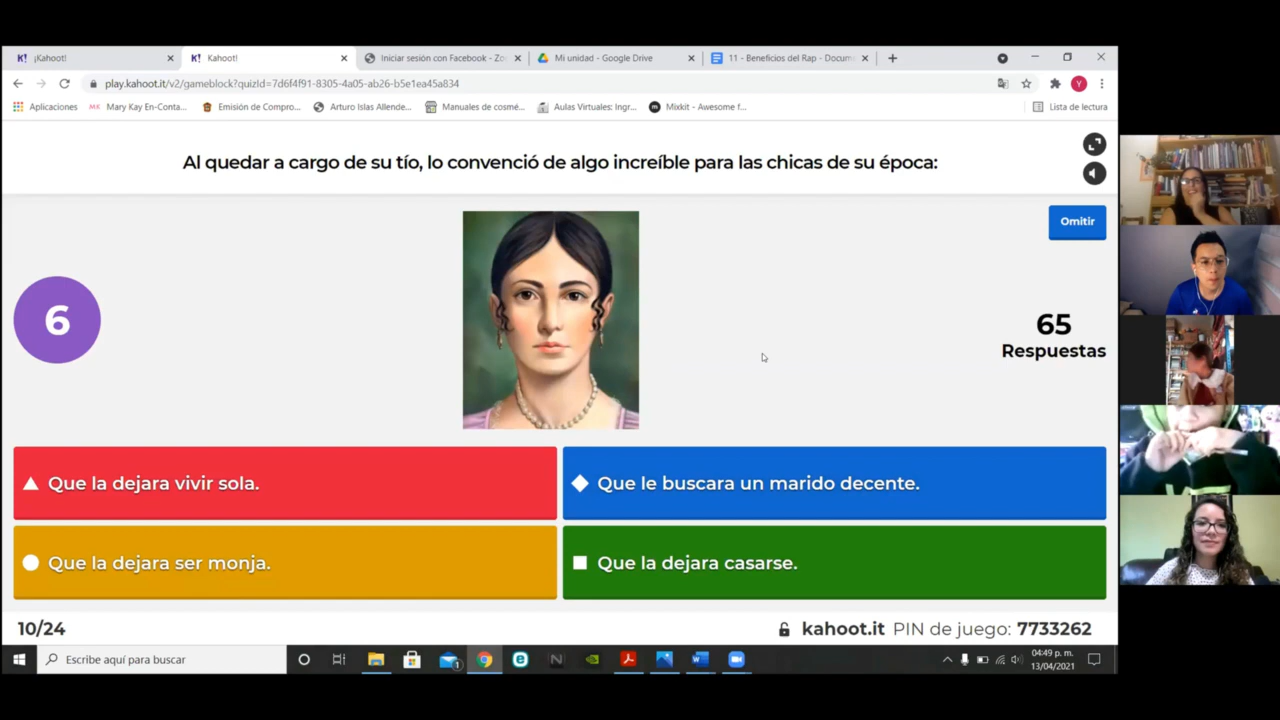 ¡Kahoot!
Kahoot!
Iniciar sesión con Facebook - Zo
Mi unidad - Google Drive
11 - Beneficios del Rap - Docum
play.kahoot.it/v2/gameblock?quizId=7d6f4f91-8305-4a05-ab26-b5e1ea45a834
Y
Aplicaciones
MK Mary Kay En-Conta...
Emisión de Compro...
Arturo Islas Allende...
Manuales de cosmé...
Aulas Virtuales: Ingr...
Mixkit - Awesome f...
Lista de lectura
Al quedar a cargo de su tío, lo convenció de algo increíble para las chicas de su época:
Omitir
6
65
Respuestas
Que la dejara vivir sola.
Que le buscara un marido decente.
Que la dejara ser monja.
Que la dejara casarse.
10/24
kahoot.it PIN de juego: 7733262
Escribe aquí para buscar
04:49 p. m.
13/04/2021